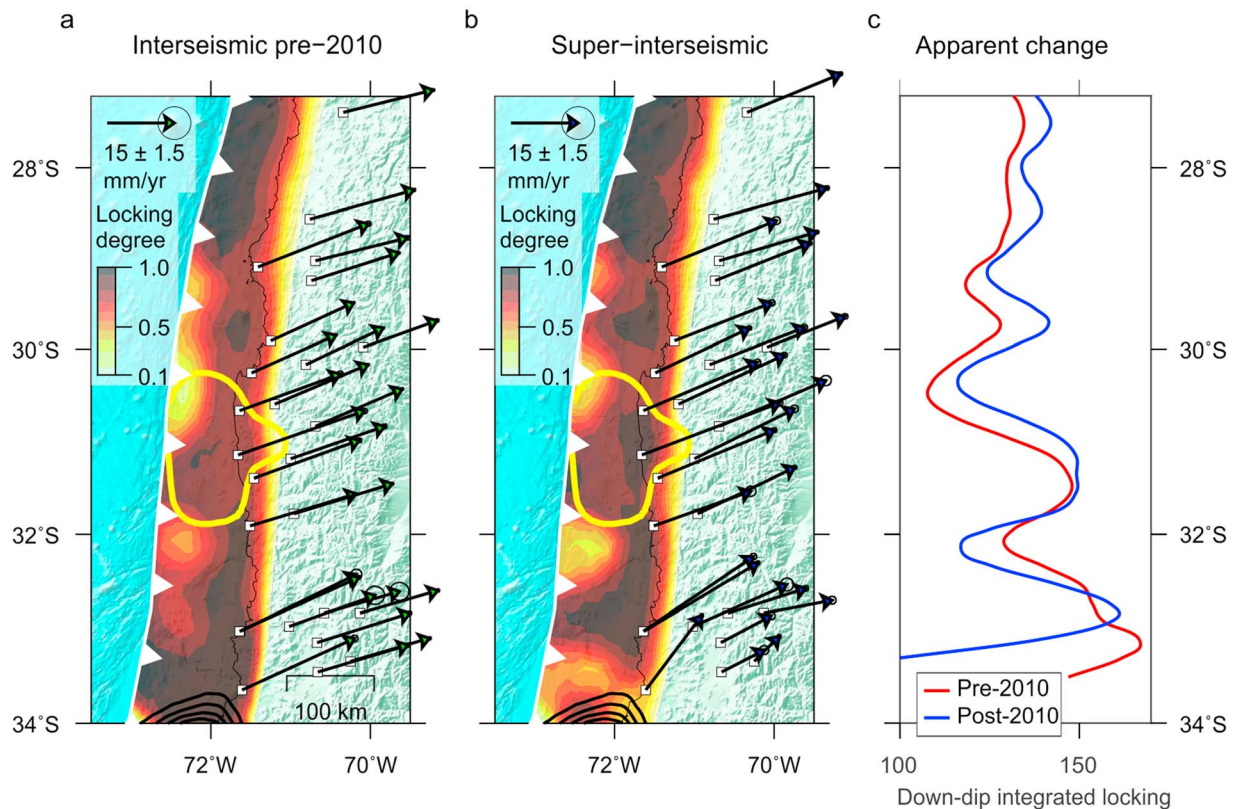 a
Interseismic pre−2010
b
Super−interseismic
c
Apparent change
15 ± 1.5
mm/yr
Locking
degree
1.0
0.5
0.1
100 km
15 ± 1.5
mm/yr
Locking
degree
1.0
0.5
0.1
28°S
30°S
32°S
34°S
72°W
70°W
72°W
70°W
28°S
30°S
32°S
34°S
Pre-2010
Post-2010
100
150
Down-dip integrated locking